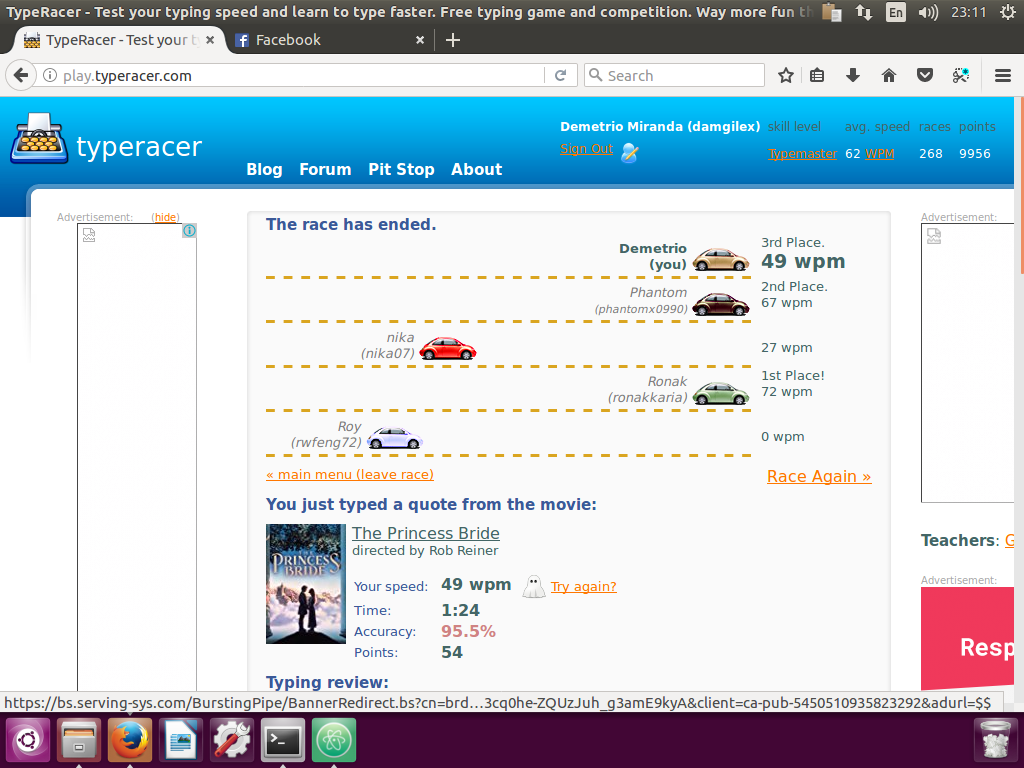 TypeRacer - Test your typing speed and learn to type faster. Free typing game and competition. Way more fun th
En
23:11
TypeRacer - Test your t
Facebook
play.typeracer.com
Search
typeracer
Blog Forum Pit Stop About
Demetrio Miranda (damgilex) skill level avg. speed races points
Sign Out Typemaster 62 WPM 268 9956
Advertisement: (hide)
Advertisement:
The race has ended.
Demetrio
(you)
3rd Place.
49 wpm
Phantom
(phantomx0990)
2nd Place.
67 wpm
nika
(nika07)
27 wpm
Ronak
(ronakkaria)
1st Place!
72 wpm
Roy
(rwfeng72)
0 wpm
« main menu (leave race)
Race Again »
You just typed a quote from the movie:
THE PRINCESS BRIDE
The Princess Bride
directed by Rob Reiner
Your speed: 49 wpm Try again?
Time: 1:24
Accuracy: 95.5%
Points: 54
Typing review:
Teachers: G
Advertisement:
Resp
https://bs.serving-sys.com/BurstingPipe/BannerRedirect.bs?cn=brd...3cq0he-ZQUzJuh_g3amE9kyA&client=ca-pub-5450510935823292&adurl=$$